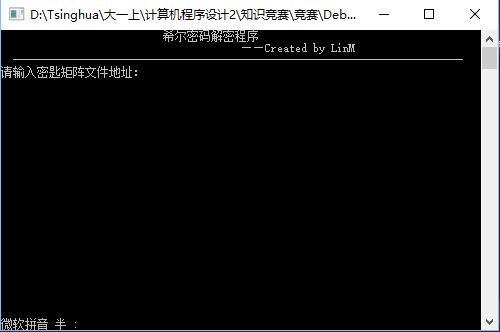 D:\Tsinghua\大一上\计算机程序设计2\知识竞赛\竞赛\Deb...
希尔密码解密程序
——Created by LinM
请输入密匙矩阵文件地址:
微软拼音 半 :